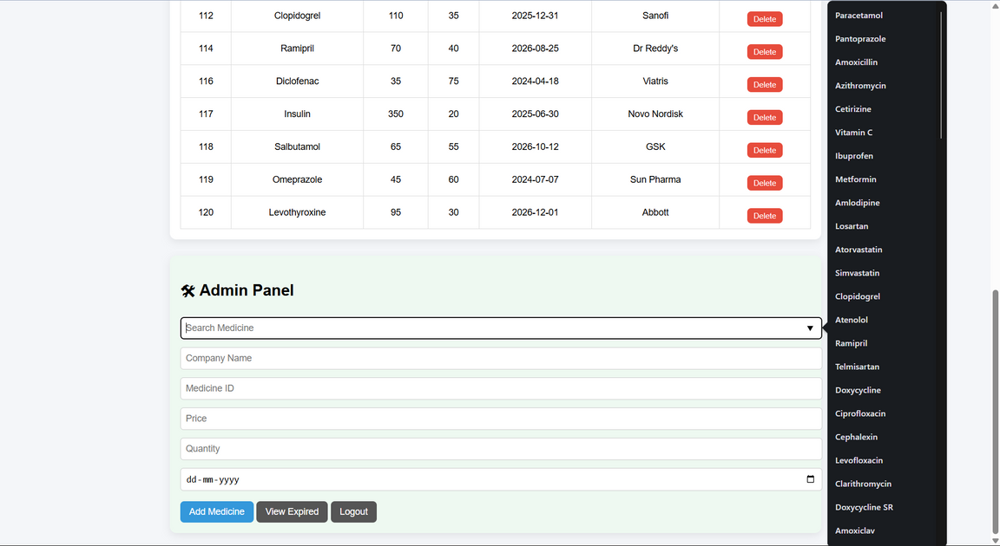 112 Clopidogrel 110 35 2025-12-31 Sanofi Delete
114 Ramipril 70 40 2026-08-25 Dr Reddy's Delete
116 Diclofenac 35 75 2024-04-18 Viatris Delete
117 Insulin 350 20 2025-06-30 Novo Nordisk Delete
118 Salbutamol 65 55 2026-10-12 GSK Delete
119 Omeprazole 45 60 2024-07-07 Sun Pharma Delete
120 Levothyroxine 95 30 2026-12-01 Abbott Delete
Admin Panel
Search Medicine
Company Name
Medicine ID
Price
Quantity
dd-mm-yyyy
Add Medicine View Expired Logout
Paracetamol
Pantoprazole
Amoxicillin
Azithromycin
Cetirizine
Vitamin C
Ibuprofen
Metformin
Amlodipine
Losartan
Atorvastatin
Simvastatin
Clopidogrel
Atenolol
Ramipril
Telmisartan
Doxycycline
Ciprofloxacin
Cephalexin
Levofloxacin
Clarithromycin
Doxycycline SR
Amoxiclav